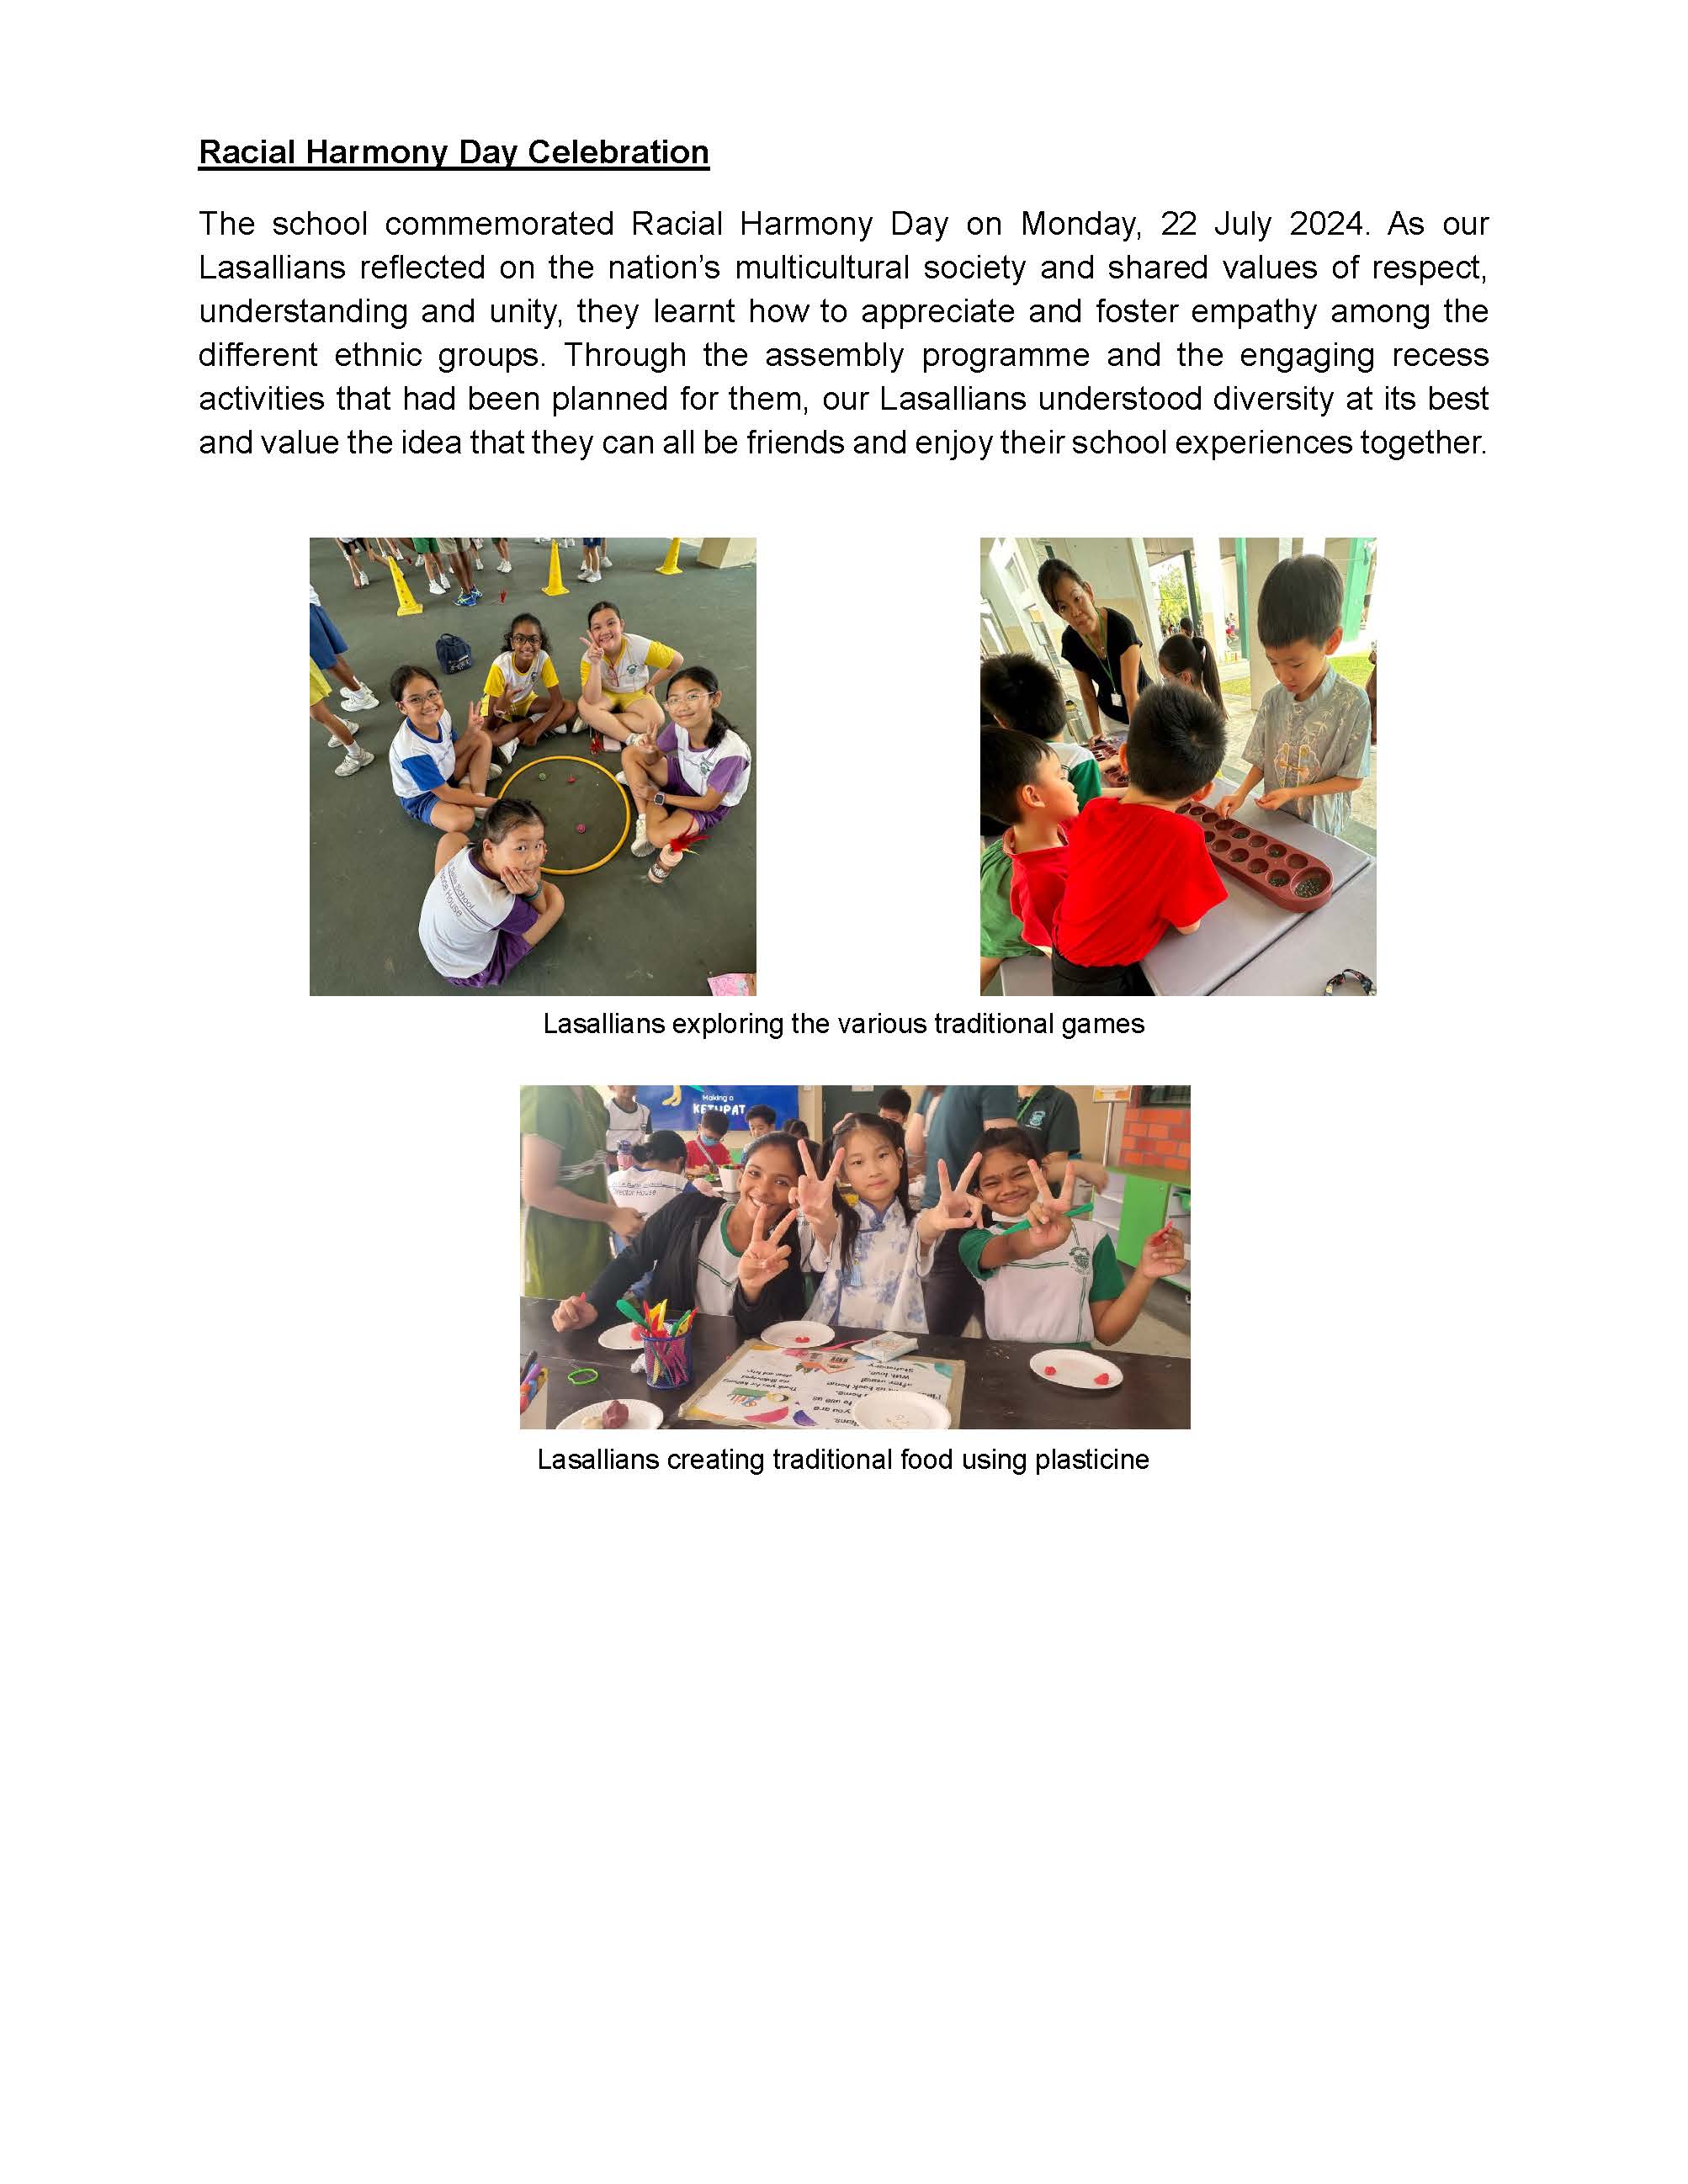 Racial Harmony Day Celebration
The school commemorated Racial Harmony Day on Monday, 22 July 2024. As our
Lasallians reflected on the nation’s multicultural society and shared values of respect,
understanding and unity, they learnt how to appreciate and foster empathy among the
different ethnic groups. Through the assembly programme and the engaging recess
activities that had been planned for them, our Lasallians understood diversity at its best
and value the idea that they can all be friends and enjoy their school experiences together.
Lasallians exploring the various traditional games
Making a
KETUPAT
Lasallians creating traditional food using plasticine